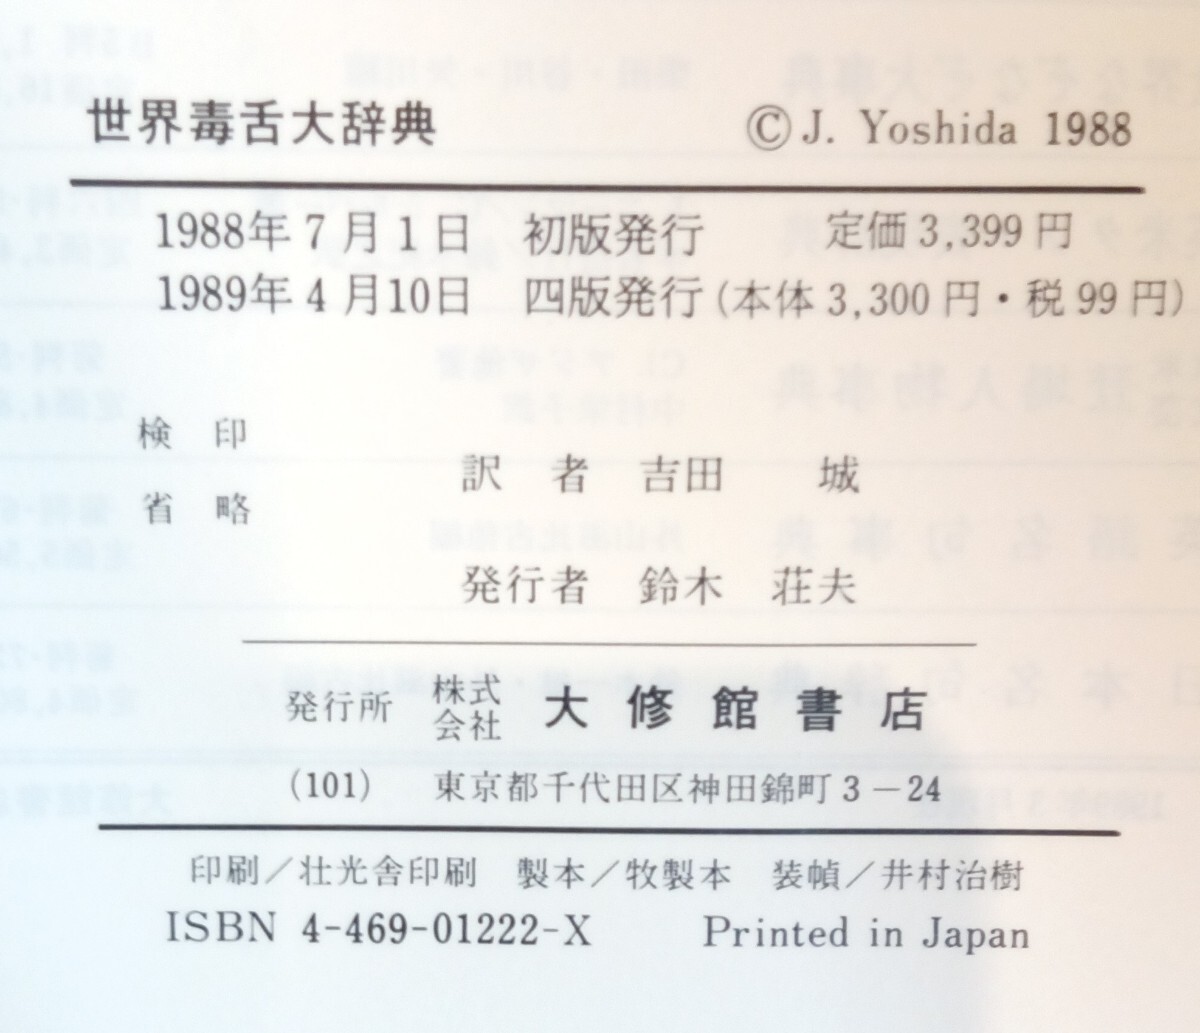 世界毒舌大辞典 ©J. Yoshida 1988
1988年7月1日 初版発行 定価3,399円
1989年4月10日 四版発行(本体3,300円・税99円)
検印
省略
訳者 吉田 城
発行者 鈴木 荘夫
発行所 株式会社 大修館書店
(101) 東京都千代田区神田錦町3-24
印刷/壮光舎印刷 製本/牧製本 装幀/井村治樹
ISBN 4-469-01222-X Printed in Japan